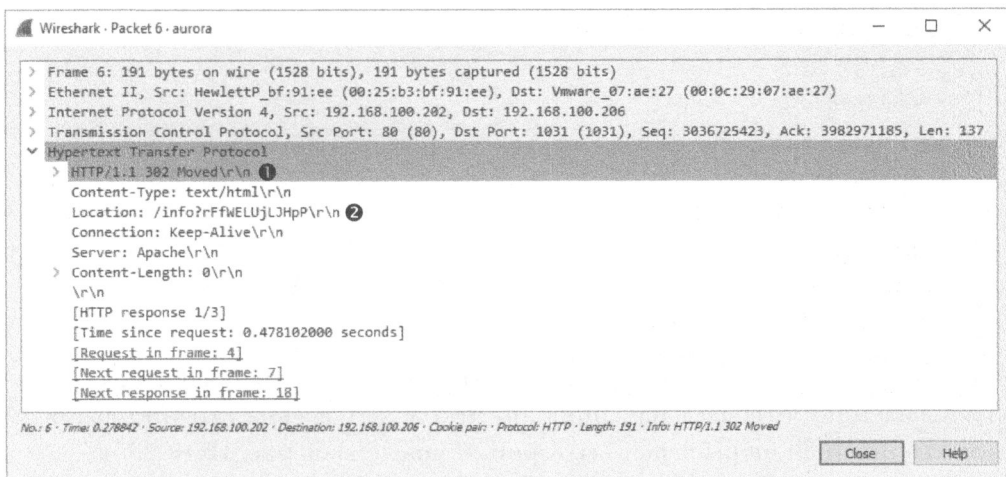 Wireshark · Packet 6 · aurora
> Frame 6: 191 bytes on wire (1528 bits), 191 bytes captured (1528 bits)
> Ethernet II, Src: HewlettP_bf:91:ee (00:25:b3:bf:91:ee), Dst: Vmware_07:ae:27 (00:0c:29:07:ae:27)
> Internet Protocol Version 4, Src: 192.168.100.202, Dst: 192.168.100.206
> Transmission Control Protocol, Src Port: 80 (80), Dst Port: 1031 (1031), Seq: 3036725423, Ack: 3982971185, Len: 137
Hypertext Transfer Protocol
> HTTP/1.1 302 Moved\r\n ❶
Content-Type: text/html\r\n
Location: /info?rFfWELUjLJHpP\r\n ❷
Connection: Keep-Alive\r\n
Server: Apache\r\n
> Content-Length: 0\r\n
\r\n
[HTTP response 1/3]
[Time since request: 0.478102000 seconds]
[Request in frame: 4]
[Next request in frame: 7]
[Next response in frame: 18]
No.: 6 · Time: 0.278842 · Source: 192.168.100.202 · Destination: 192.168.100.206 · Cookie pair: · Protocol: HTTP · Length: 191 · Info: HTTP/1.1 302 Moved
Close Help